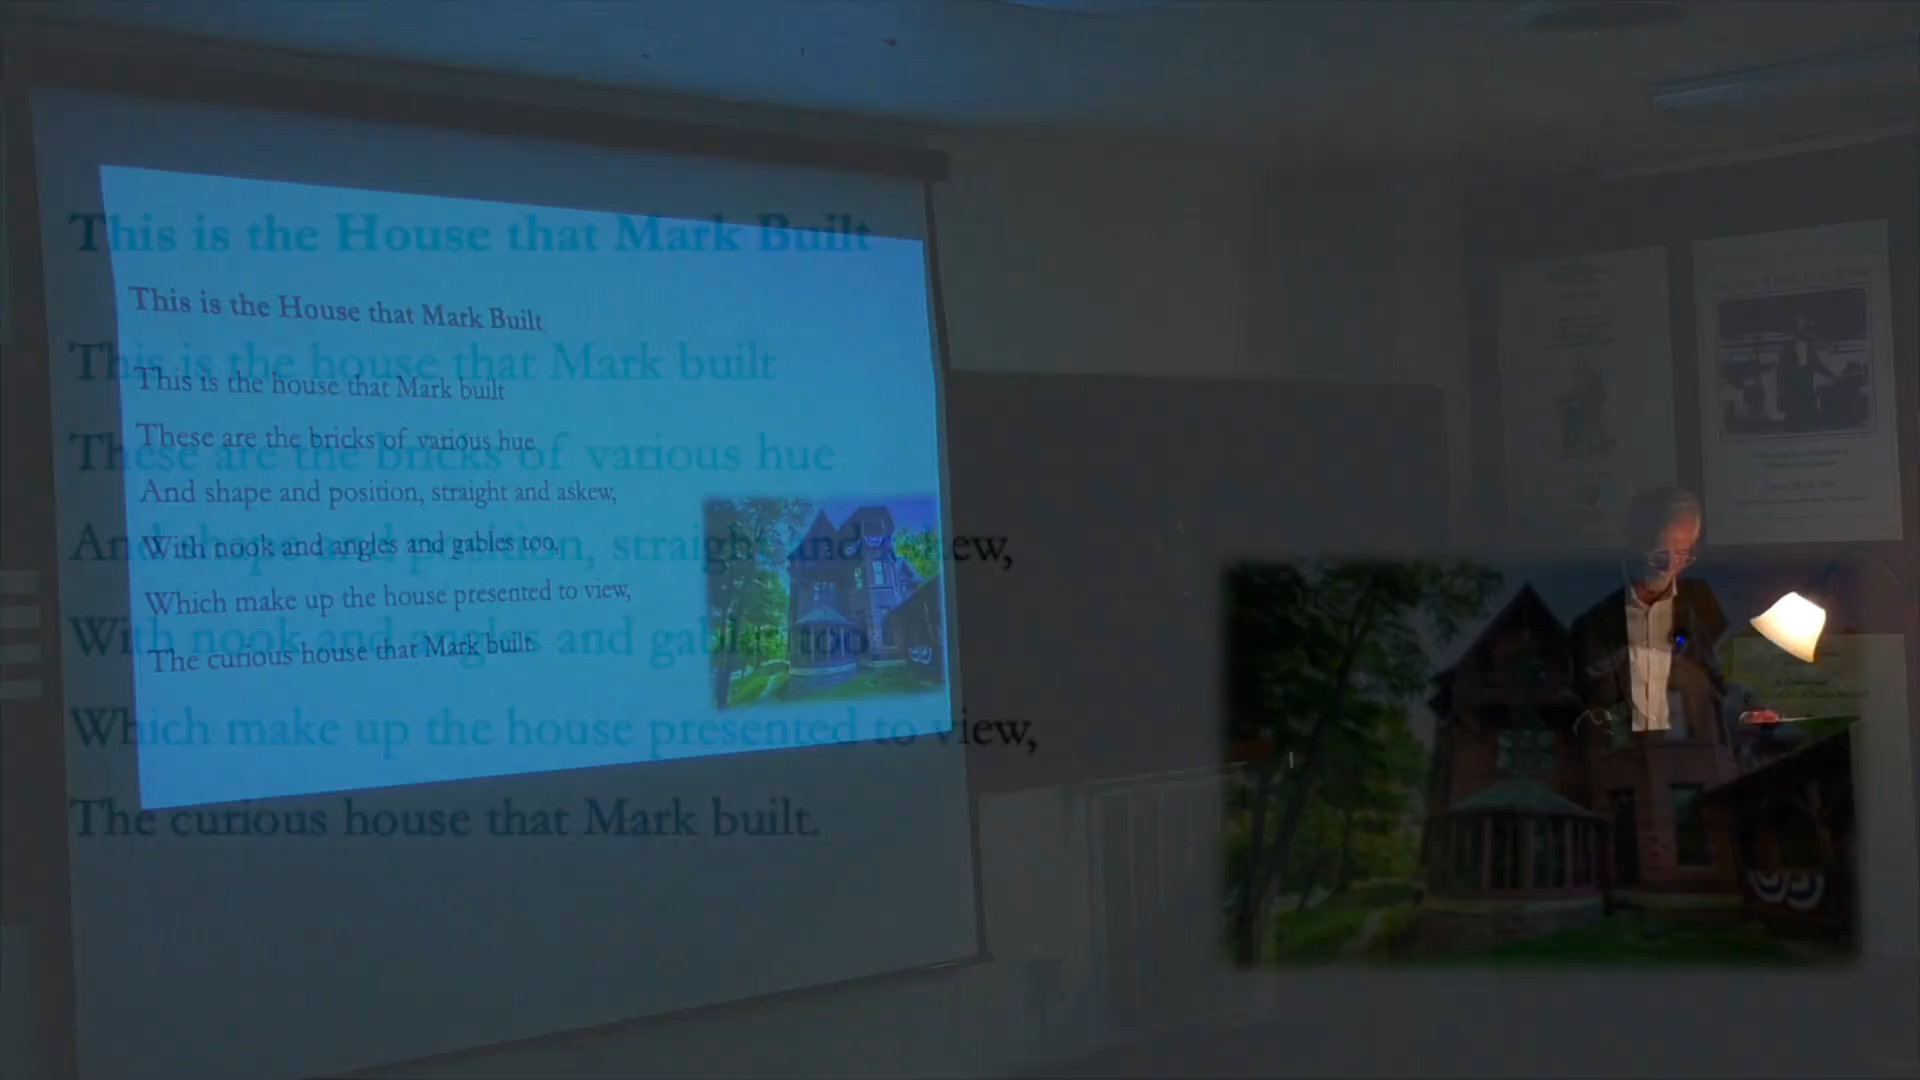 This is the House that Mark Built
This is the house that Mark built
These are the bricks of various hue
And shape and position, straight and askew,
With nook and angles and gables too,
Which make up the house presented to view,
The curious house that Mark built
This is the House that Mark Built
This is the house that Mark built
These are the bricks of various hue
And shape and position, straight and askew,
With nook and angles and gables too,
Which make up the house presented to view,
The curious house that Mark built.